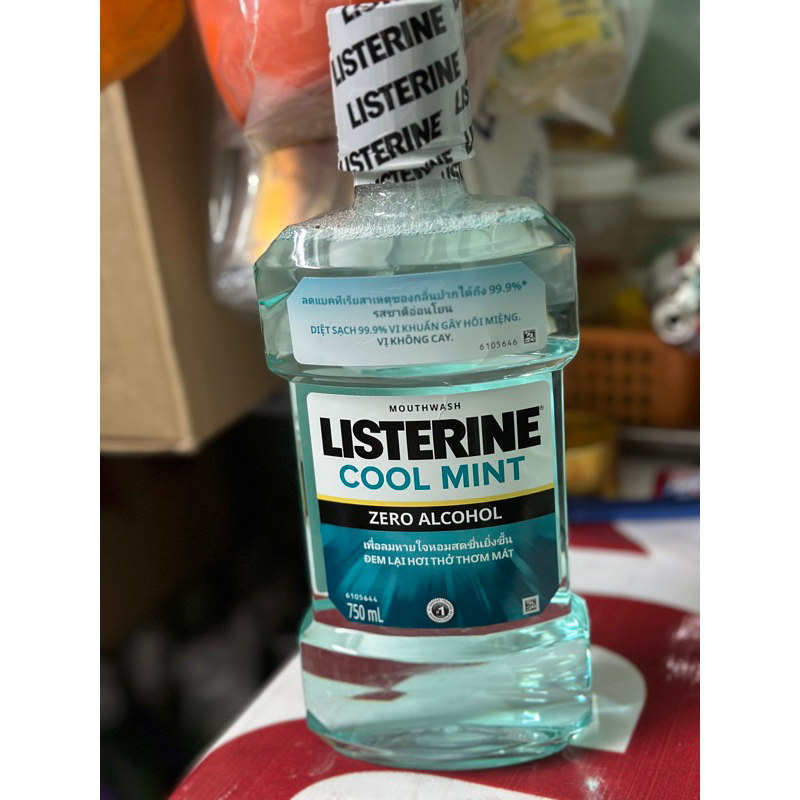 LISTERINE
LISTERINE
LISTERINE
ลดแบคทีเรียสาเหตุของกลิ่นปากได้ถึง 99.9%*
รสชาติอ่อนโยน
DIỆT SẠCH 99.9% VI KHUẨN GÂY HÔI MIỆNG.
VỊ KHÔNG CAY.
6105646
MOUTHWASH
LISTERINE®
COOL MINT
ZERO ALCOHOL
เพื่อลมหายใจหอมสดชื่นยิ่งขึ้น
ĐEM LẠI HƠI THỞ THƠM MÁT
6105644
750 mL
#1